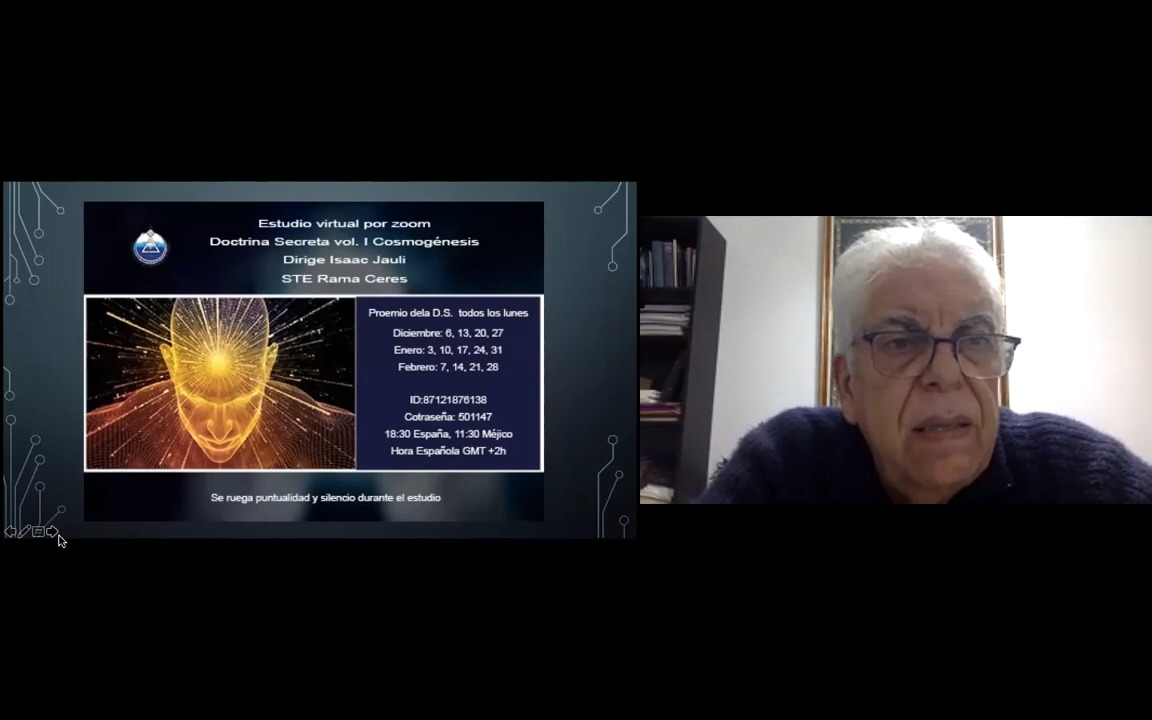 Estudio virtual por zoom
Doctrina Secreta vol. I Cosmogénesis
Dirige Isaac Jauli
STE Rama Ceres
Proemio dela D.S. todos los lunes
Diciembre: 6, 13, 20, 27
Enero: 3, 10, 17, 24, 31
Febrero: 7, 14, 21, 28
ID:87121876138
Cotraseña: 501147
18:30 España, 11:30 Méjico
Hora Española GMT +2h
Se ruega puntualidad y silencio durante el estudio